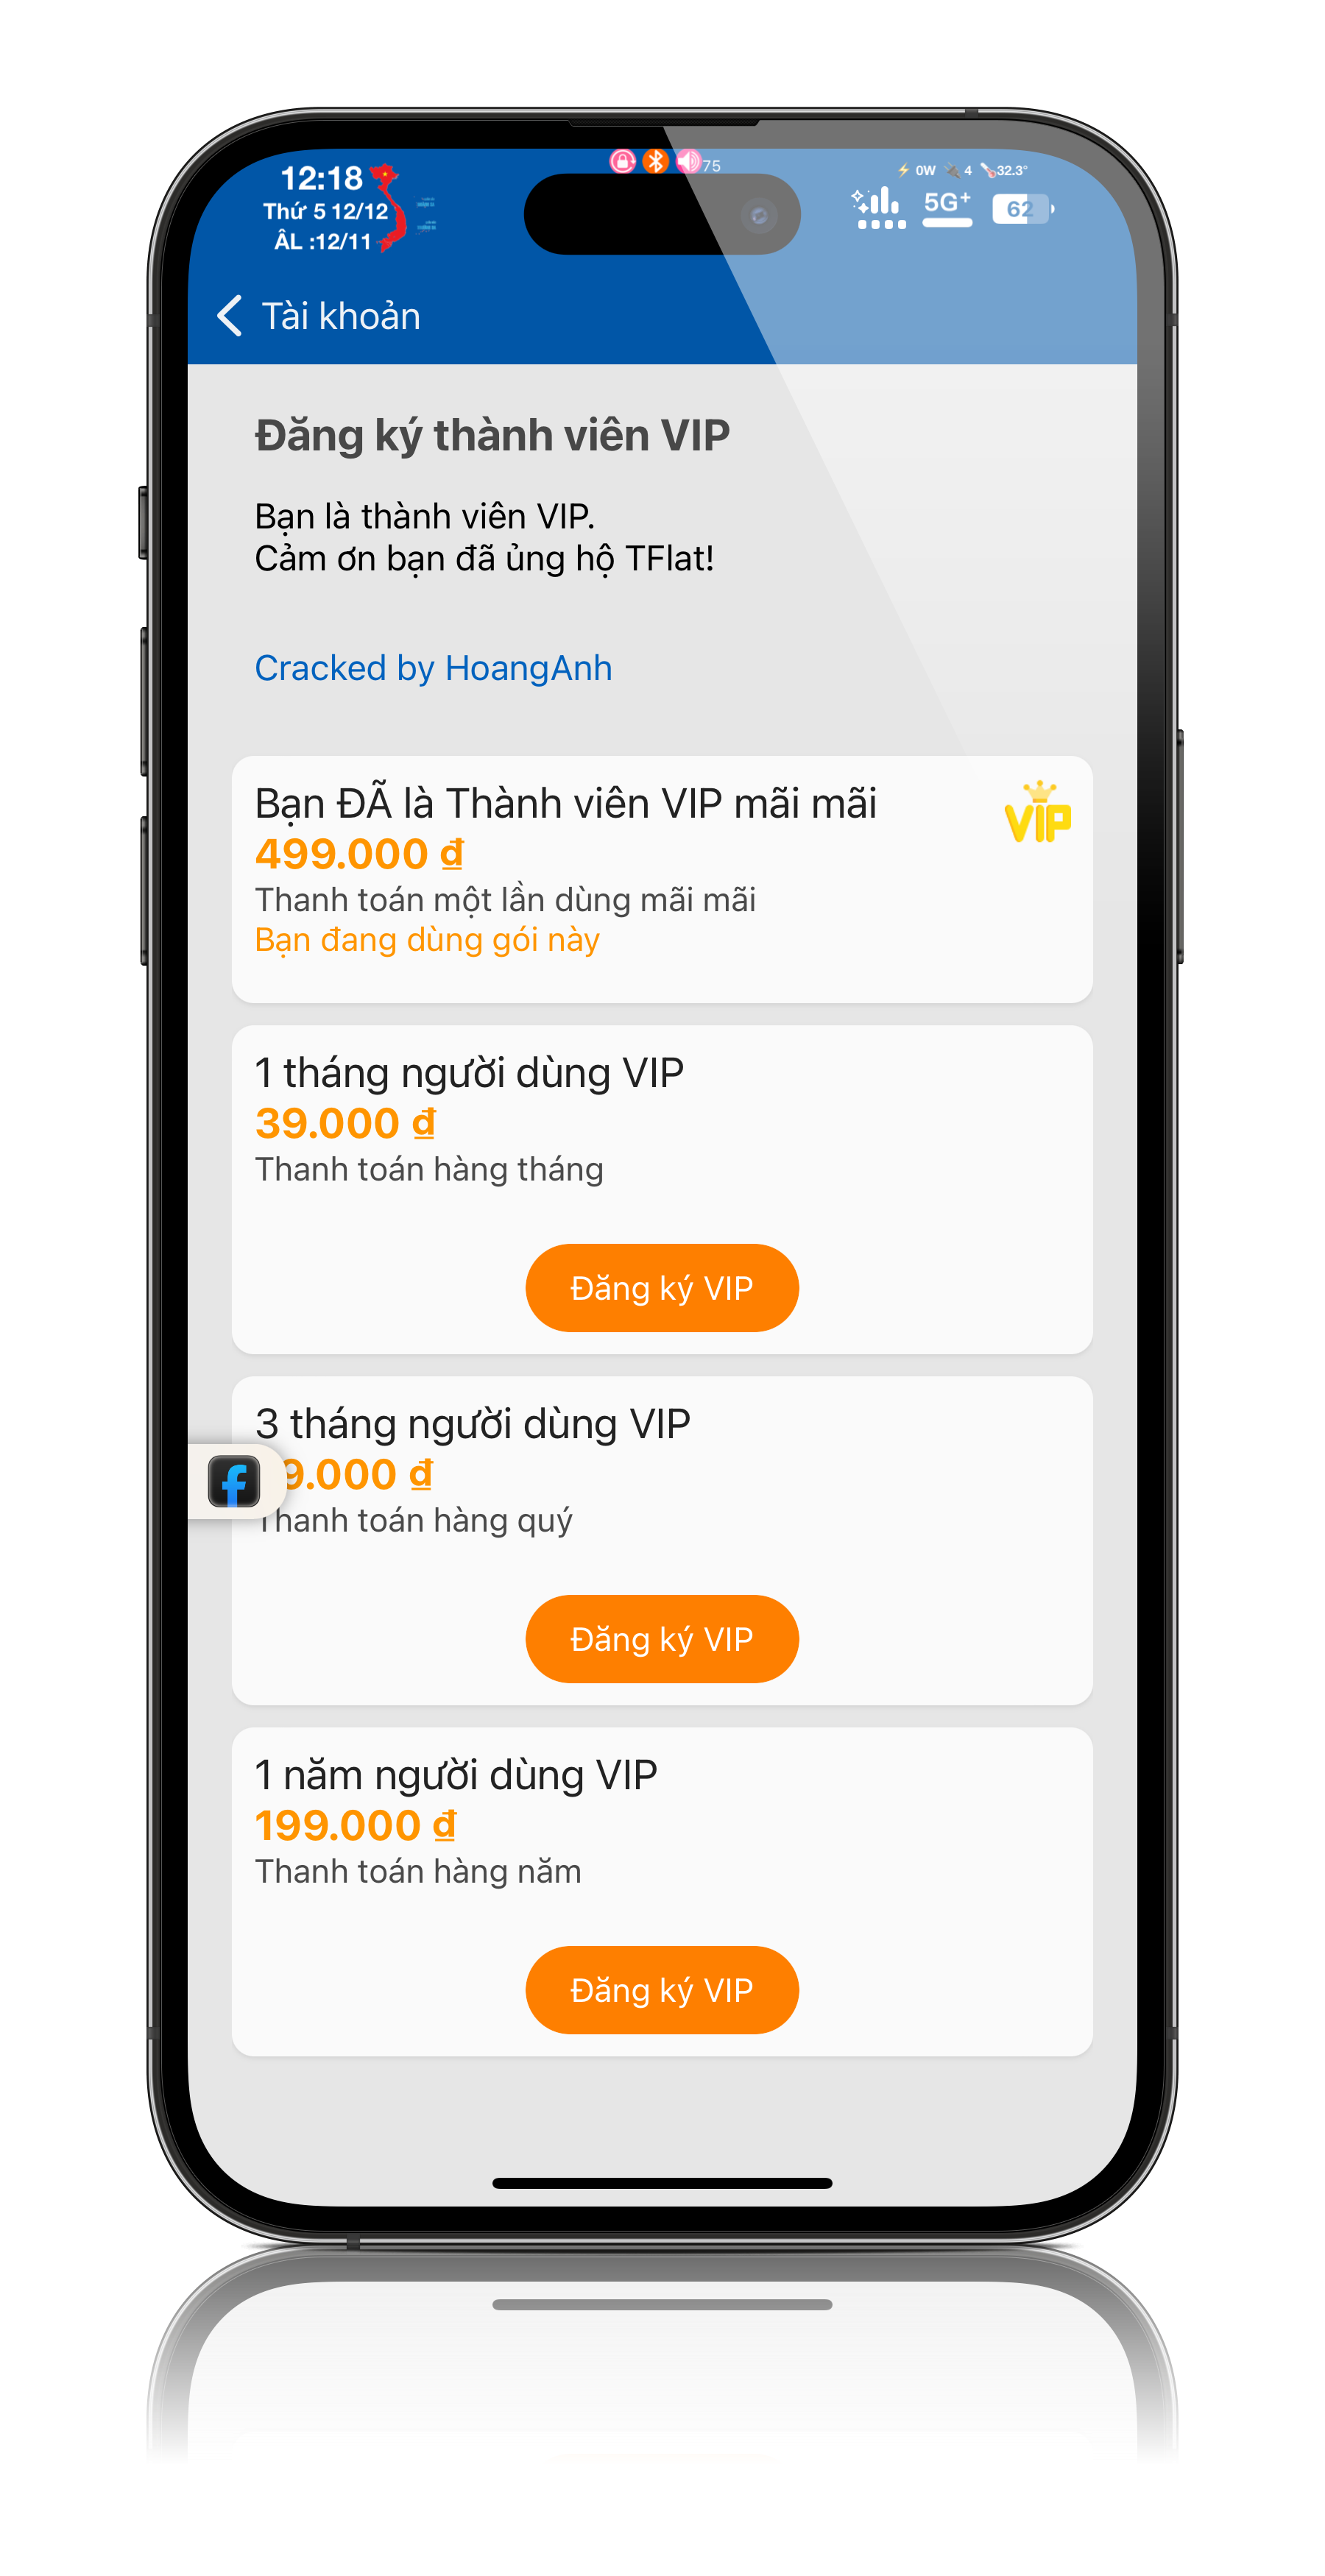 12:18
Thứ 5 12/12
ÂL :12/11
75
0W 4 32.3°
5G⁺
62
Tài khoản
Đăng ký thành viên VIP
Bạn là thành viên VIP.
Cảm ơn bạn đã ủng hộ TFlat!
Cracked by HoangAnh
Bạn ĐÃ là Thành viên VIP mãi mãi
VIP
499.000 ₫
Thanh toán một lần dùng mãi mãi
Bạn đang dùng gói này
1 tháng người dùng VIP
39.000 ₫
Thanh toán hàng tháng
Đăng ký VIP
3 tháng người dùng VIP
9.000 ₫
Thanh toán hàng quý
Đăng ký VIP
1 năm người dùng VIP
199.000 ₫
Thanh toán hàng năm
Đăng ký VIP